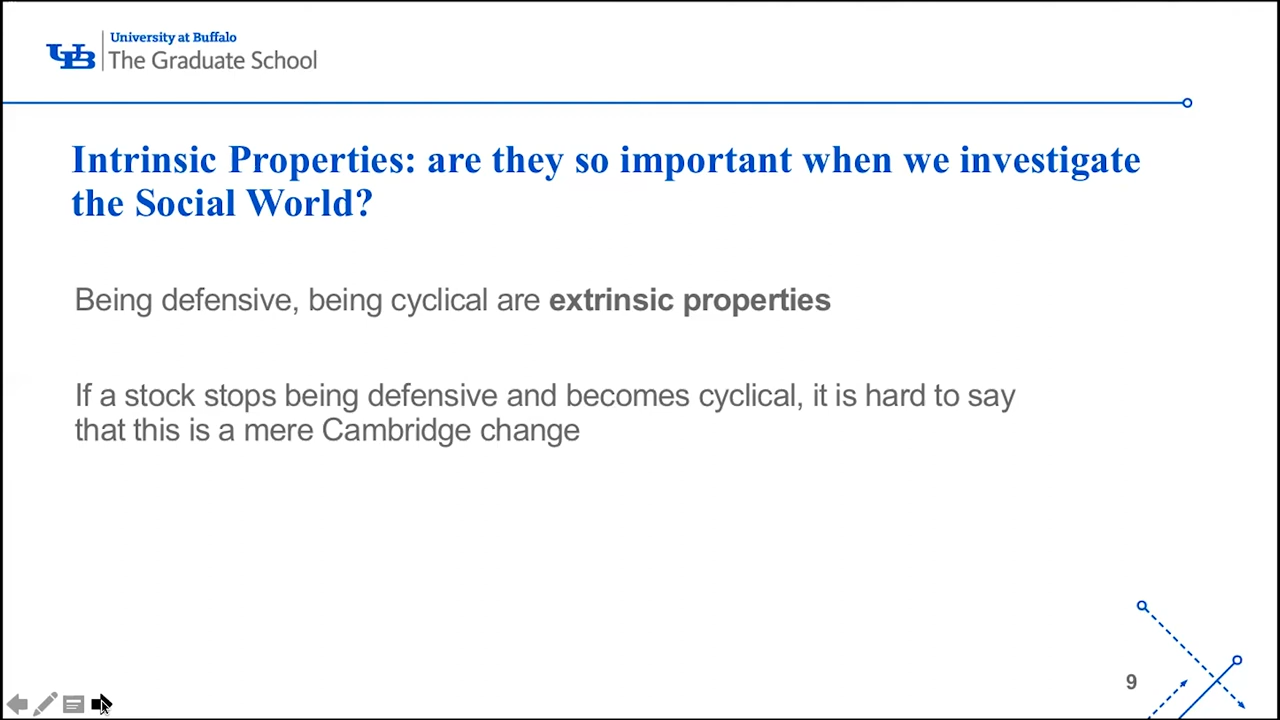 University at Buffalo
UB The Graduate School
Intrinsic Properties: are they so important when we investigate
the Social World?
Being defensive, being cyclical are extrinsic properties
If a stock stops being defensive and becomes cyclical, it is hard to say
that this is a mere Cambridge change
9